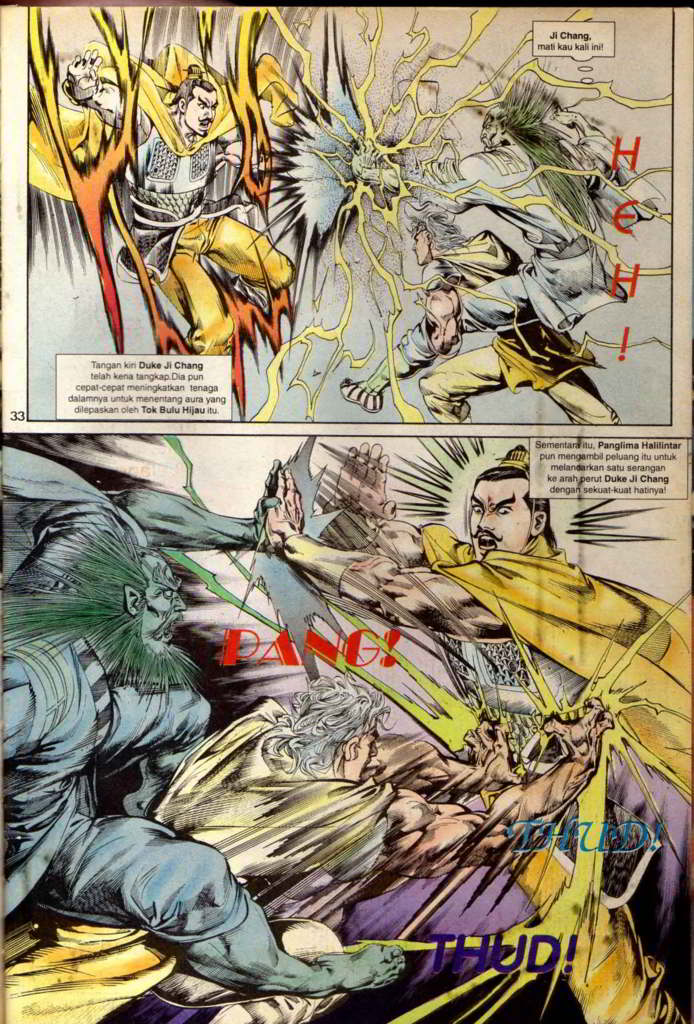 Ji Chang,
mati kau kali ini!
HEHH!
Tangan kiri Duke Ji Chang
telah kena tangkap.Dia pun
cepat-cepat meningkatkan tenaga
dalamnya untuk menentang aura yang
dilepaskan oleh Tok Bulu Hijau itu.
33
Sementara itu, Panglima Halilintar
pun mengambil peluang itu untuk
melancarkan satu serangan
ke arah perut Duke Ji Chang
dengan sekuat-kuat hatinya!
PANG!
THUD!
THUD!